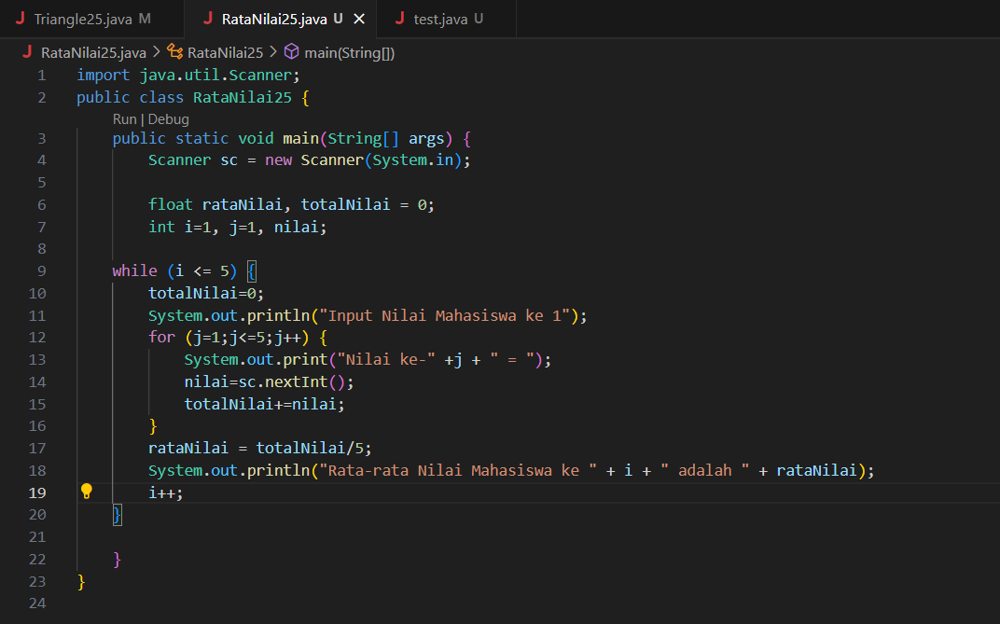 J Triangle25.java M J RataNilai25.java U × J test.java U
J RataNilai25.java > RataNilai25 > main(String[])
1 import java.util.Scanner;
2 public class RataNilai25 {
Run | Debug
3 public static void main(String[] args) {
4 Scanner sc = new Scanner(System.in);
5
6 float rataNilai, totalNilai = 0;
7 int i=1, j=1, nilai;
8
9 while (i <= 5) {
10 totalNilai=0;
11 System.out.println("Input Nilai Mahasiswa ke 1");
12 for (j=1;j<=5;j++) {
13 System.out.print("Nilai ke-" +j + " = ");
14 nilai=sc.nextInt();
15 totalNilai+=nilai;
16 }
17 rataNilai = totalNilai/5;
18 System.out.println("Rata-rata Nilai Mahasiswa ke " + i + " adalah " + rataNilai);
19 i++;
20 }
21
22 }
23 }
24